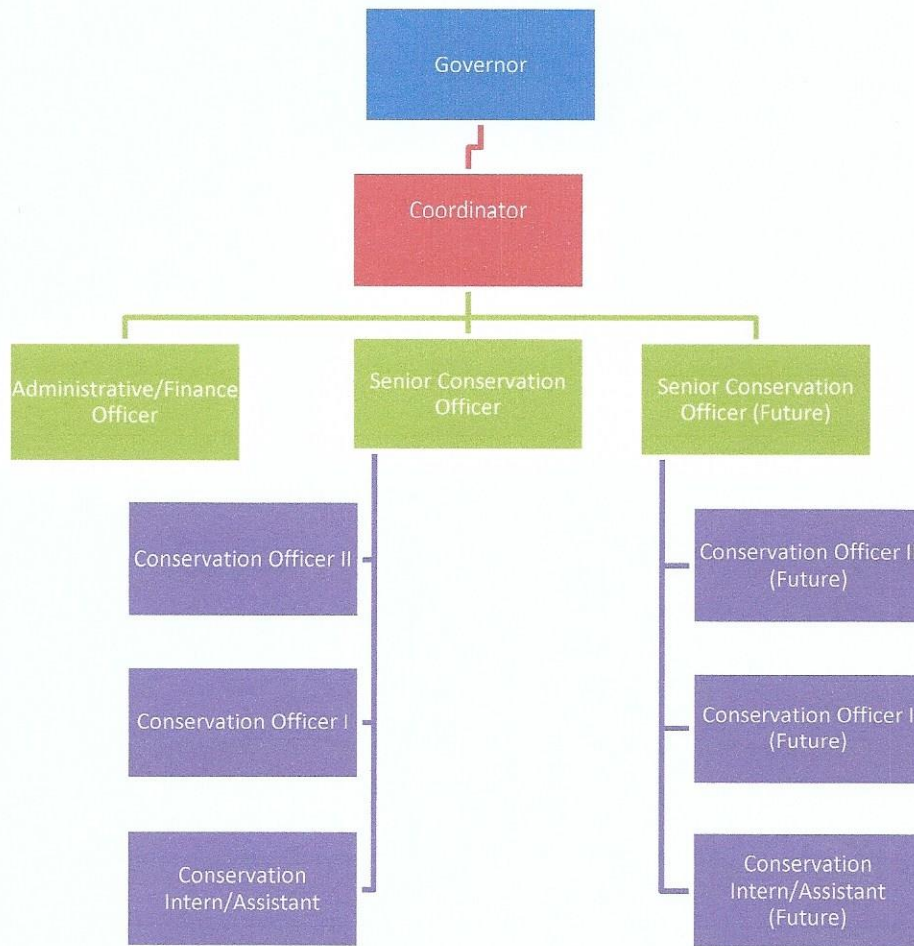 Governor
Coordinator
Administrative/Finance
Officer
Senior Conservation
Officer
Senior Conservation
Officer (Future)
Conservation Officer II
Conservation Officer I
Conservation
Intern/Assistant
Conservation Officer I
(Future)
Conservation Officer I
(Future)
Conservation
Intern/Assistant
(Future)